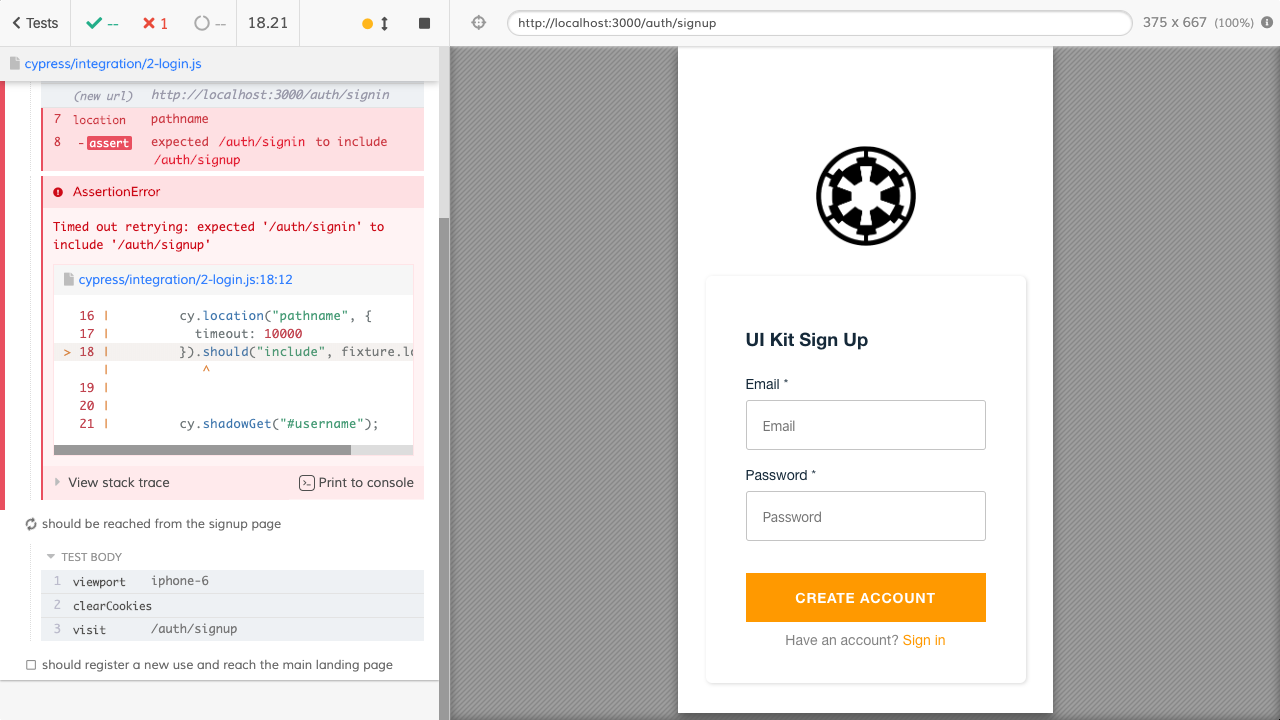 Tests
--
1
--
18.21
http://localhost:3000/auth/signup
375 x 667 (100%)
cypress/integration/2-login.js
(new url) http://localhost:3000/auth/signin
7 location pathname
8 -assert expected /auth/signin to include
/auth/signup
AssertionError
Timed out retrying: expected '/auth/signin' to
include '/auth/signup'
cypress/integration/2-login.js:18:12
16 | cy.location("pathname", {
17 | timeout: 10000
> 18 | }).should("include", fixture.lo
| ^
19 |
20 |
21 | cy.shadowGet("#username");
View stack trace
Print to console
should be reached from the signup page
TEST BODY
1 viewport iphone-6
2 clearCookies
3 visit /auth/signup
should register a new use and reach the main landing page
UI Kit Sign Up
Email *
Email
Password *
Password
CREATE ACCOUNT
Have an account? Sign in